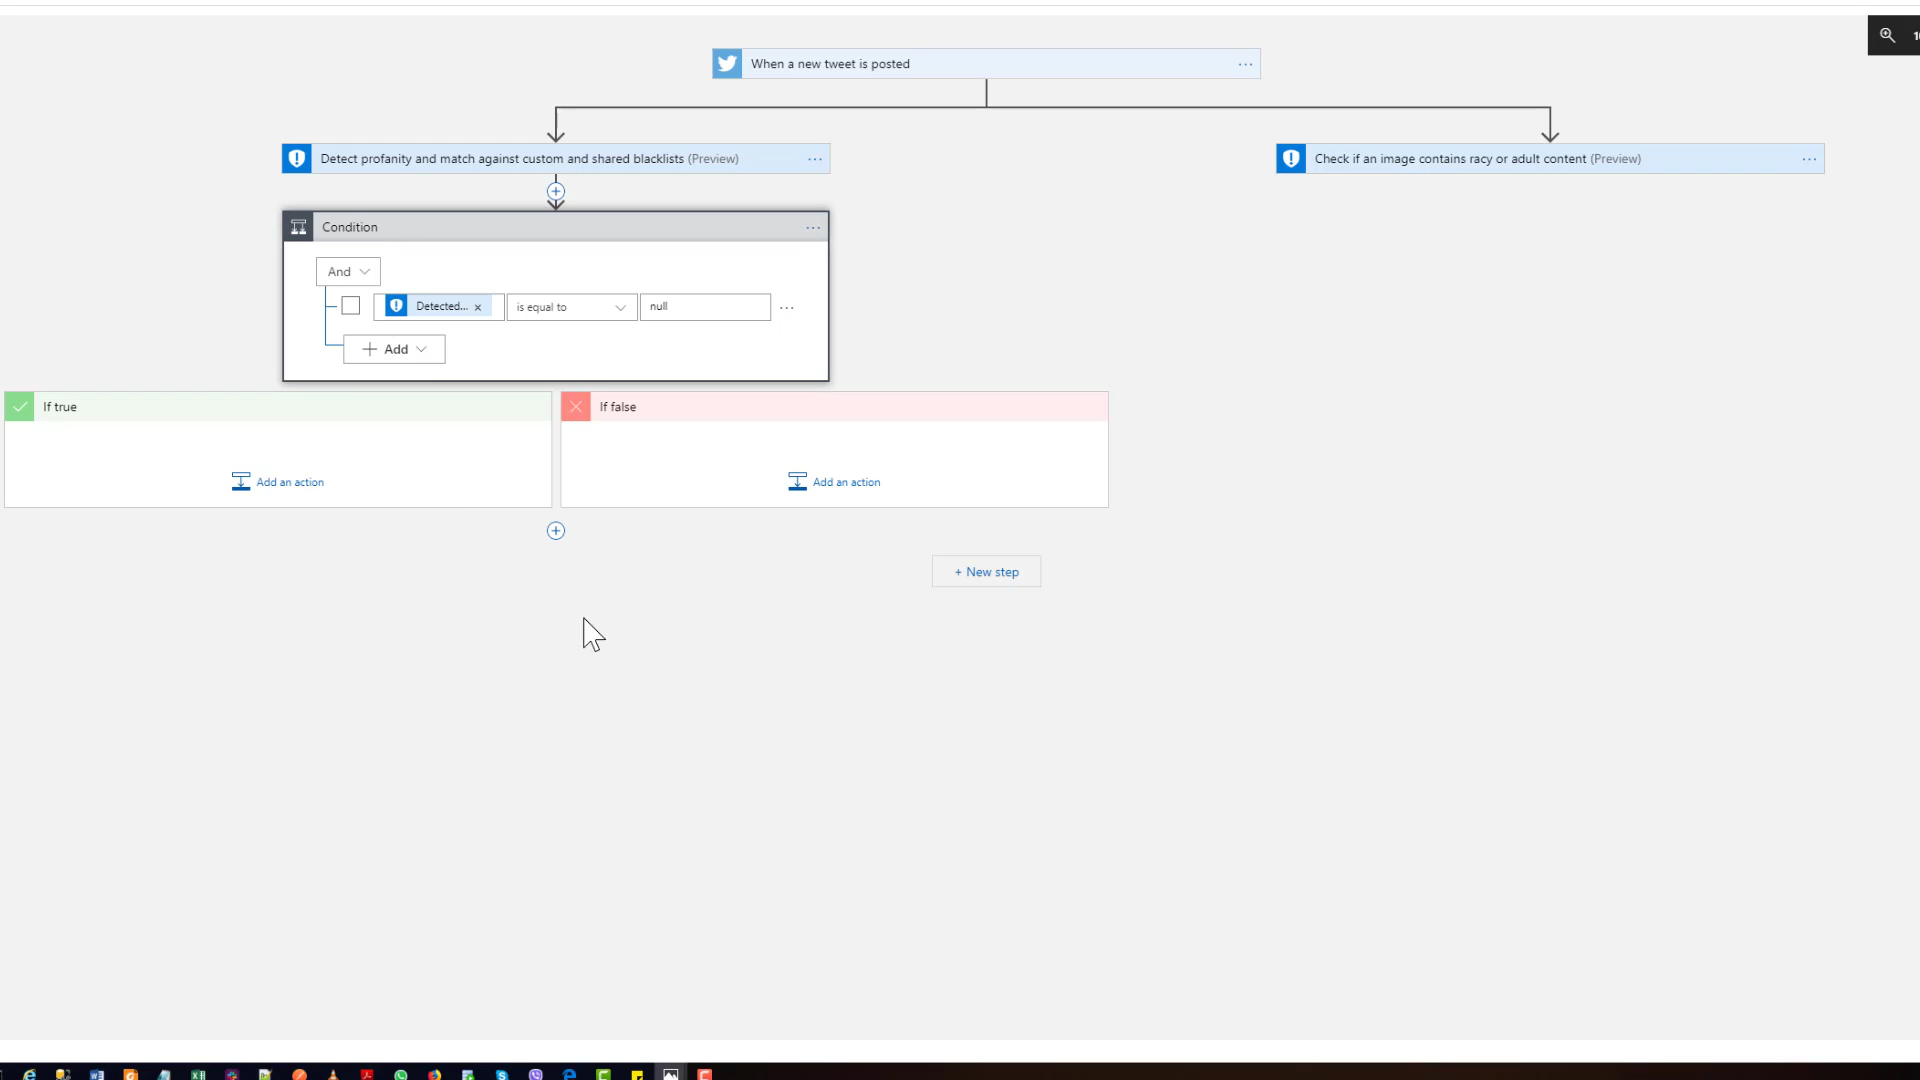 When a new tweet is posted
Detect profanity and match against custom and shared blacklists (Preview)
Check if an image contains racy or adult content (Preview)
Condition
And
Detected... × is equal to null
+ Add
If true
If false
Add an action
Add an action
+ New step